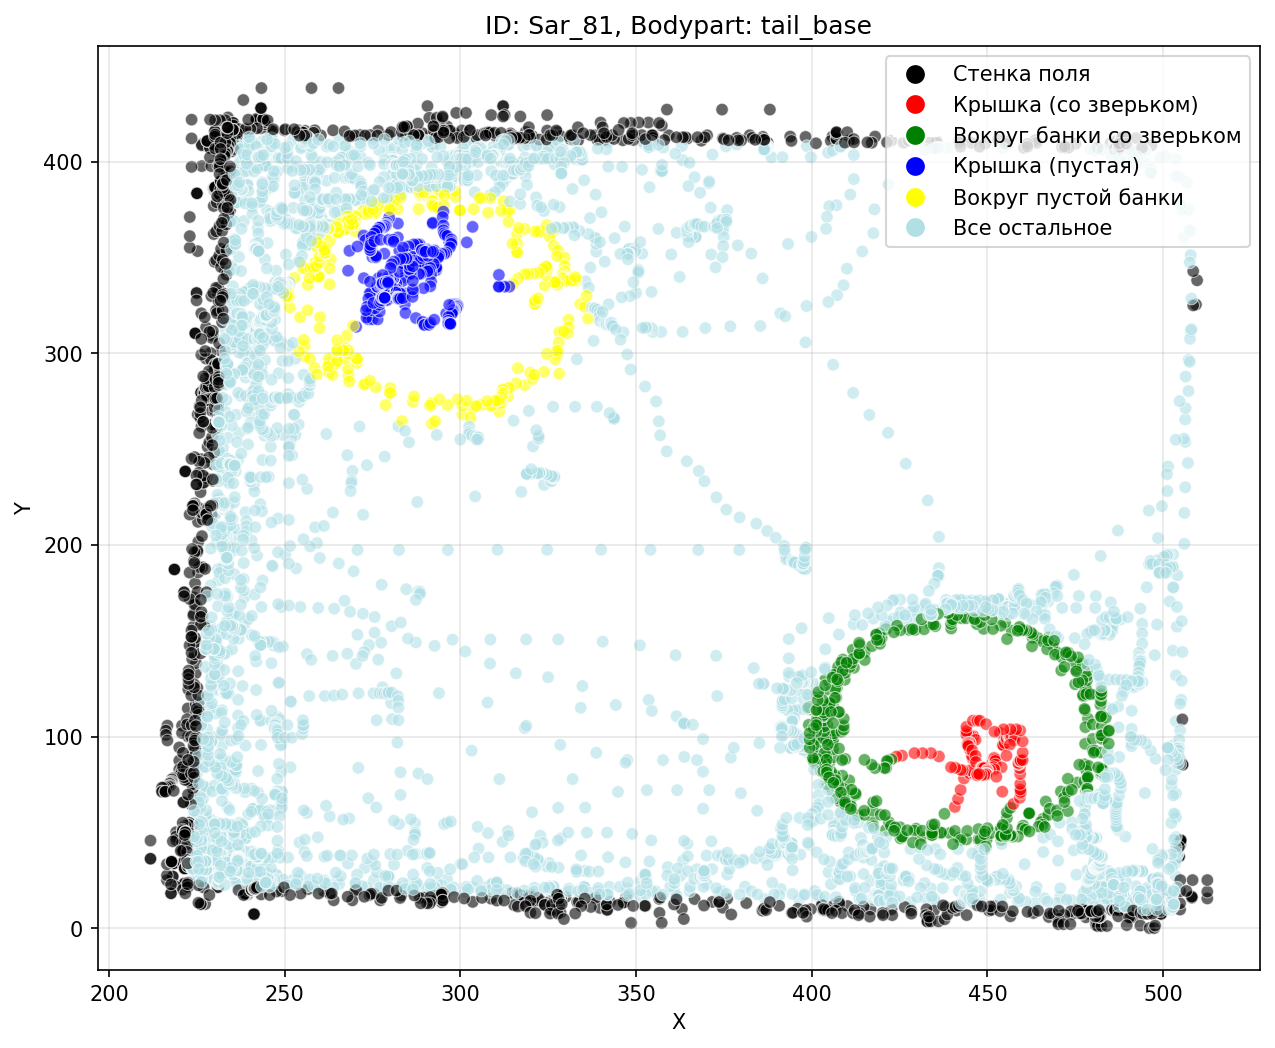 ID: Sar_81, Bodypart: tail_base
Стенка поля
Крышка (со зверьком)
Вокруг банки со зверьком
Крышка (пустая)
Вокруг пустой банки
Все остальное
400
300
200
100
0
Y
200
250
300
350
400
450
500
X